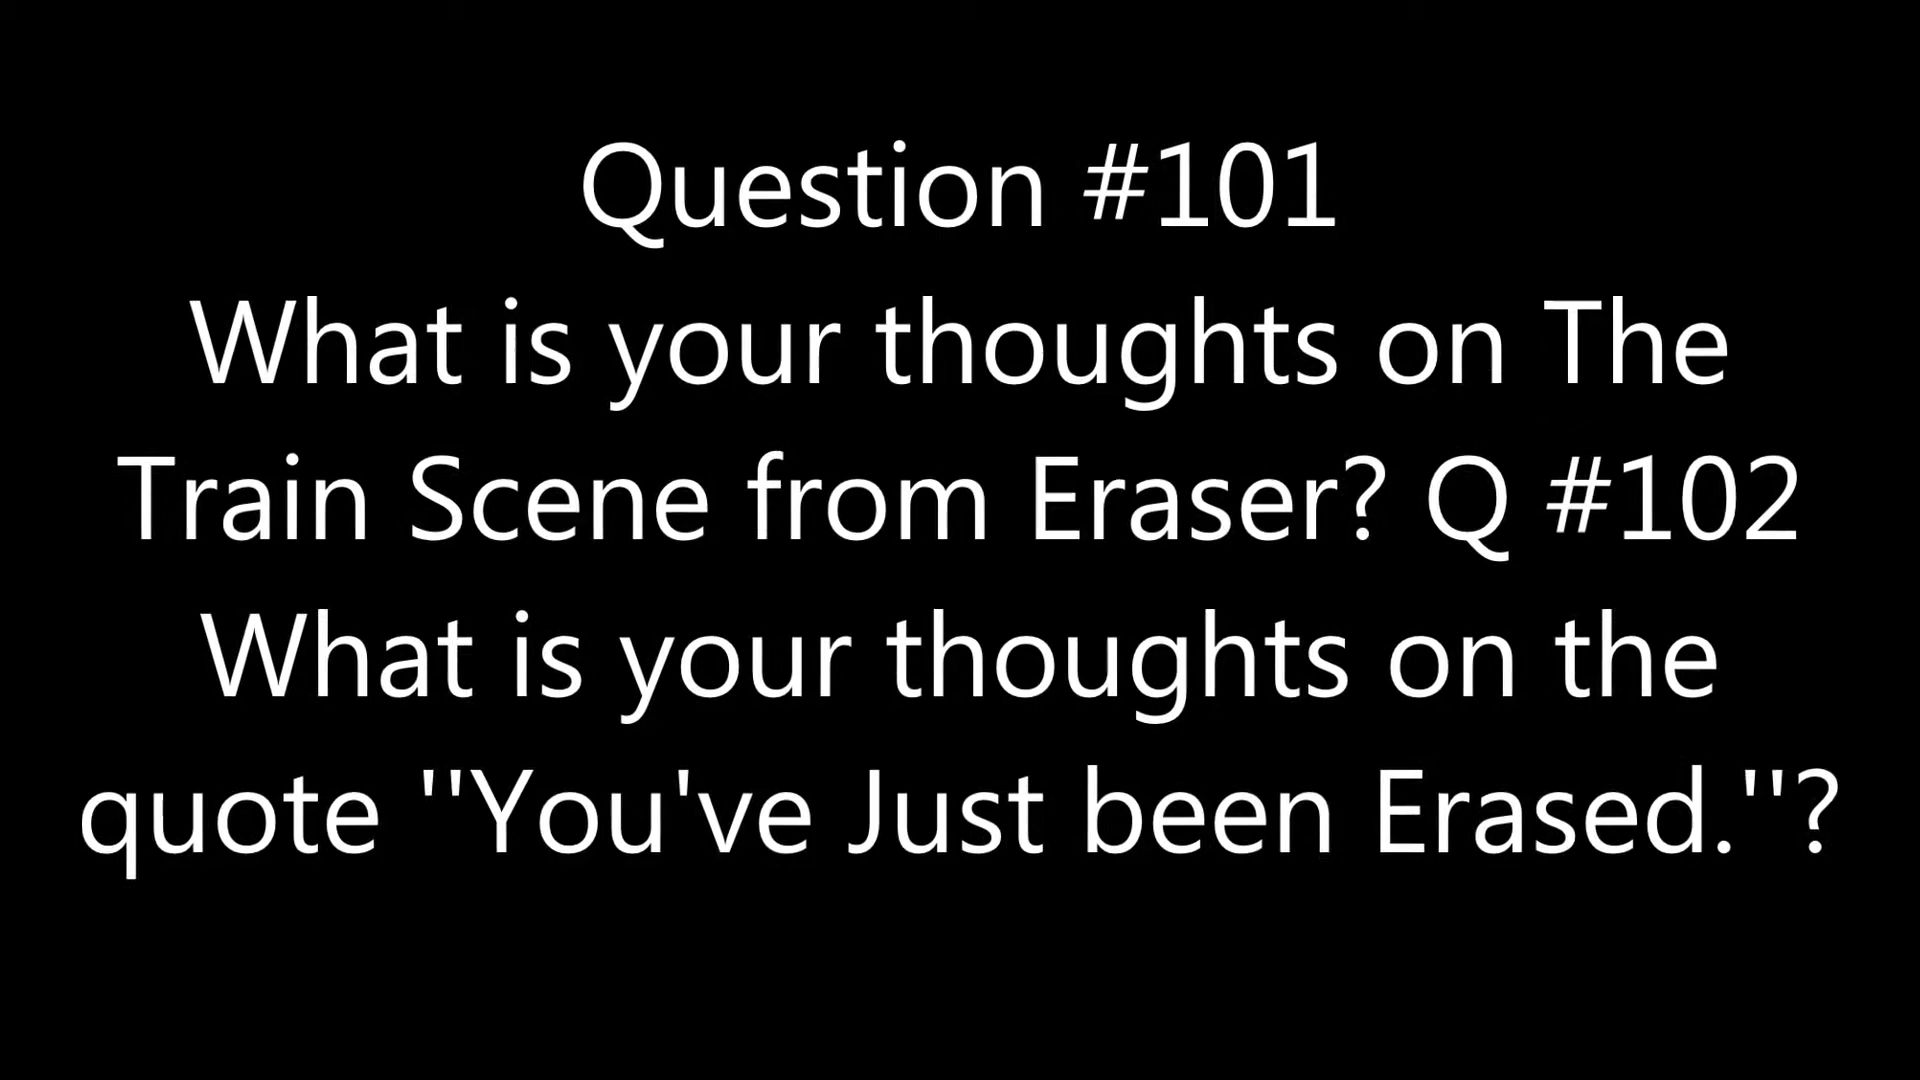 Question #101
What is your thoughts on The
Train Scene from Eraser? Q #102
What is your thoughts on the
quote ''You've Just been Erased.''?